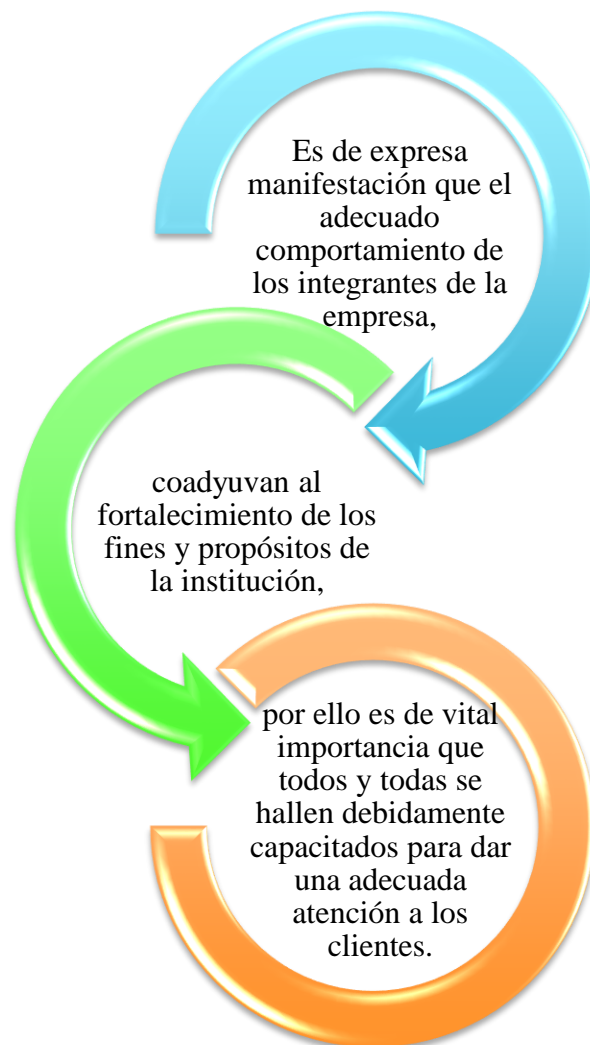 Es de expresa
manifestación que el
adecuado
comportamiento de
los integrantes de la
empresa,
coadyuvan al
fortalecimiento de los
fines y propósitos de
la institución,
por ello es de vital
importancia que
todos y todas se
hallen debidamente
capacitados para dar
una adecuada
atención a los
clientes.